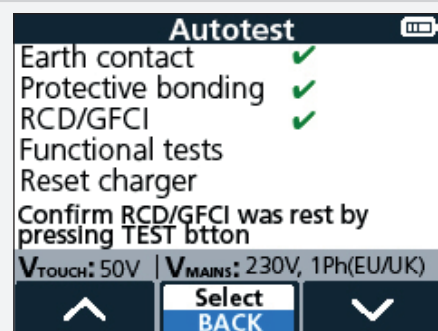 Autotest
Earth contact ✔
Protective bonding ✔
RCD/GFCI ✔
Functional tests
Reset charger
Confirm RCD/GFCI was rest by
pressing TEST btton
VTOUCH: 50V | VMAINS: 230V, 1Ph(EU/UK)
Select
BACK